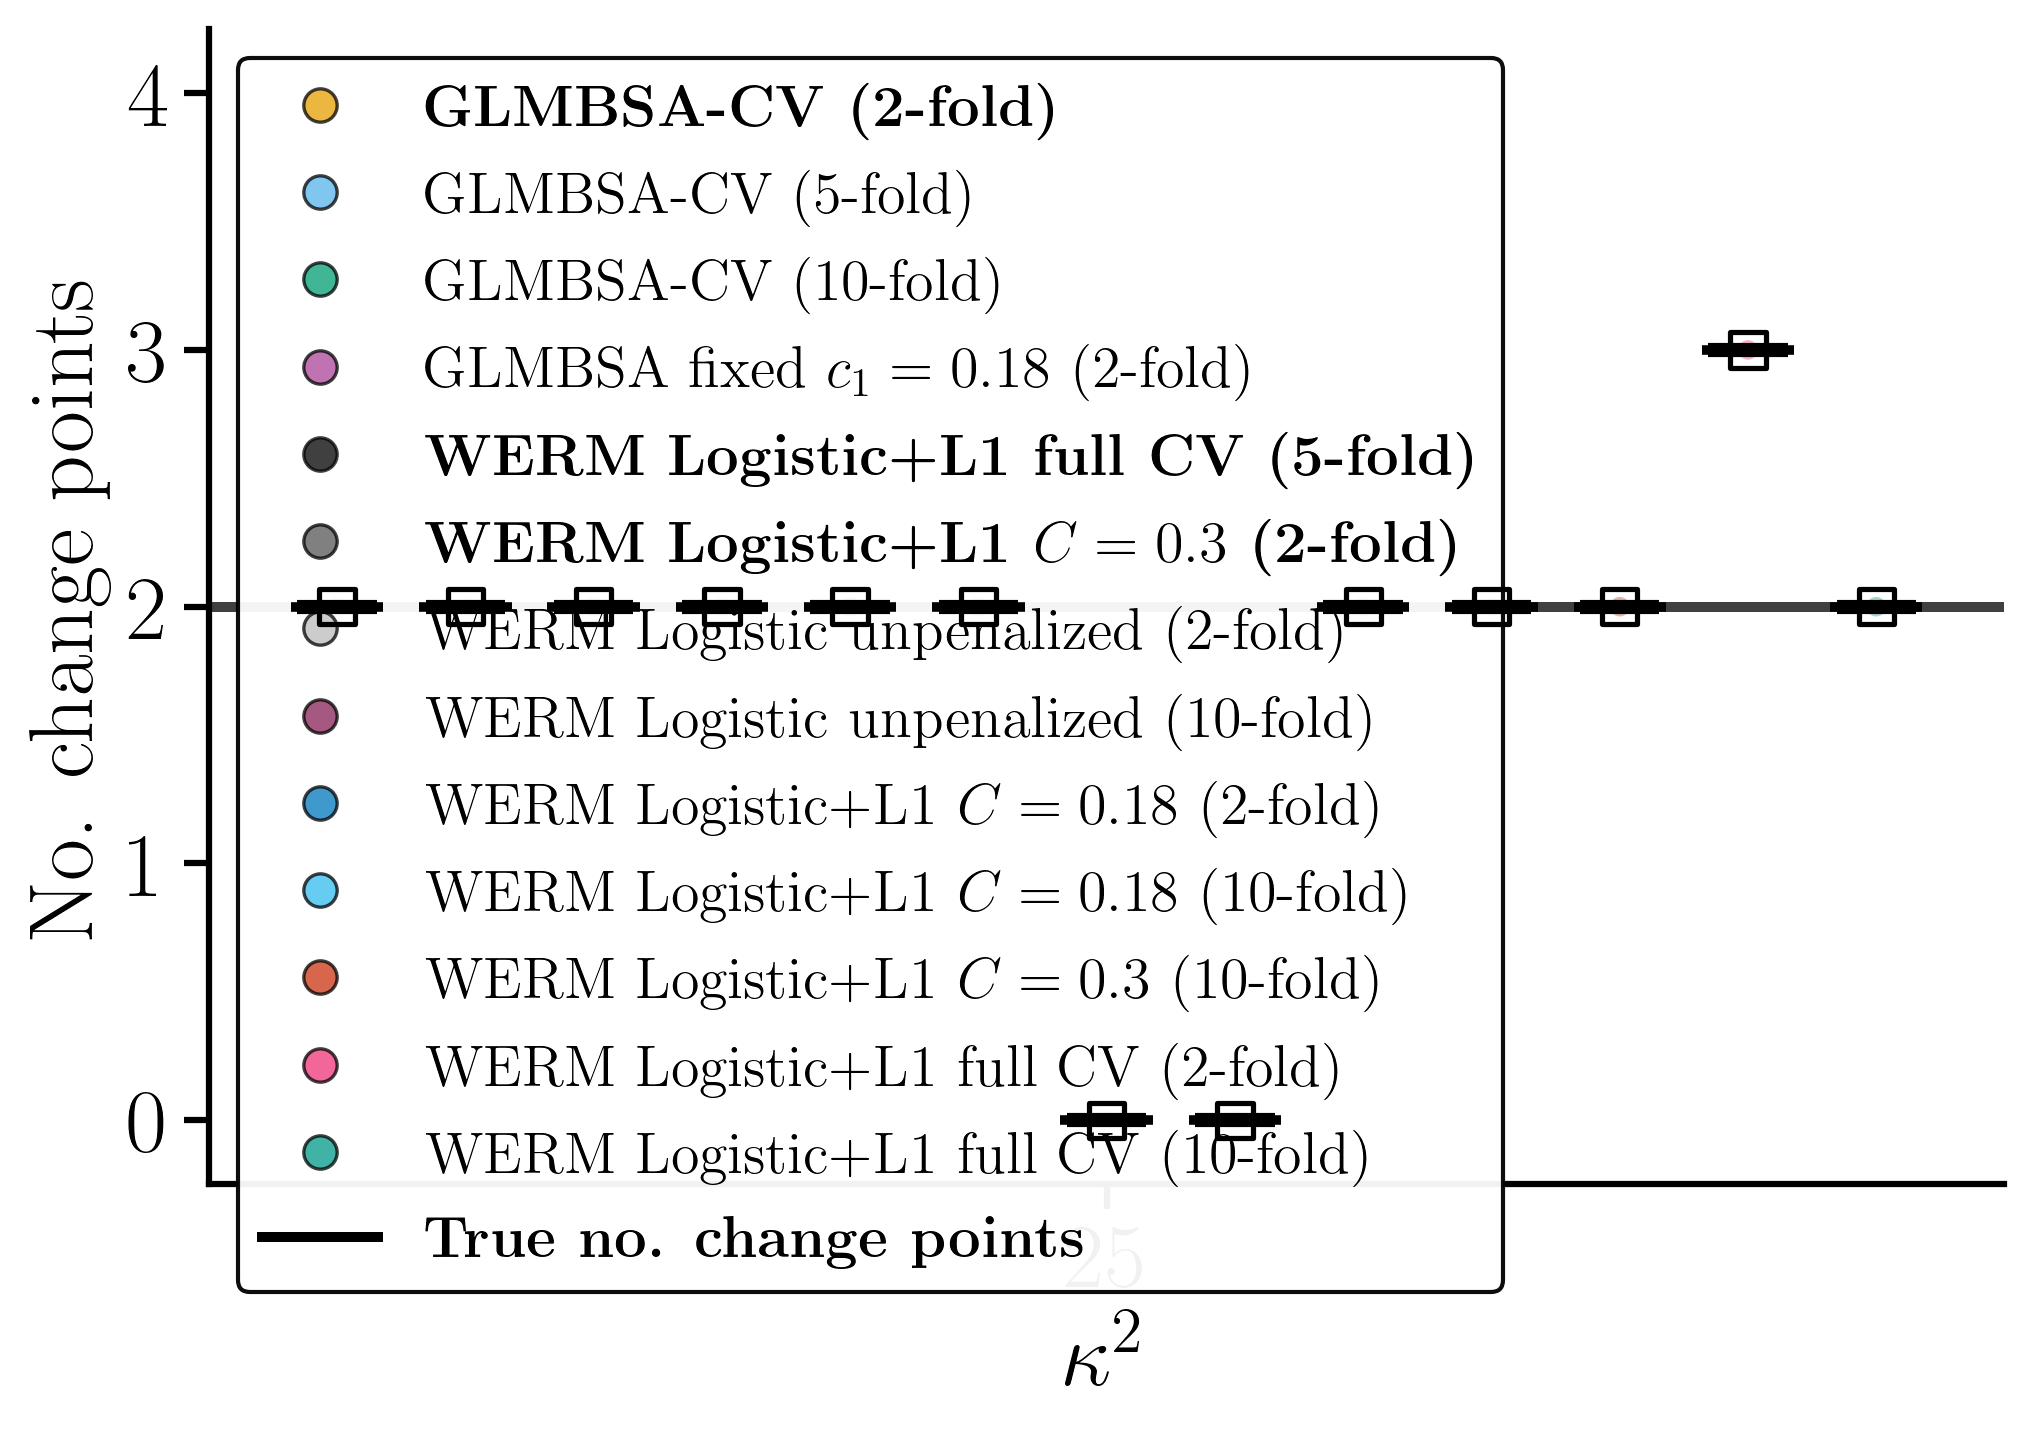 4
3
2
1
0
No. change points
GLMBSA-CV (2-fold)
GLMBSA-CV (5-fold)
GLMBSA-CV (10-fold)
GLMBSA fixed c₁ = 0.18 (2-fold)
WERM Logistic+L1 full CV (5-fold)
WERM Logistic+L1 C = 0.3 (2-fold)
WERM Logistic unpenalized (2-fold)
WERM Logistic unpenalized (10-fold)
WERM Logistic+L1 C = 0.18 (2-fold)
WERM Logistic+L1 C = 0.18 (10-fold)
WERM Logistic+L1 C = 0.3 (10-fold)
WERM Logistic+L1 full CV (2-fold)
WERM Logistic+L1 full CV (10-fold)
True no. change points
25
κ²